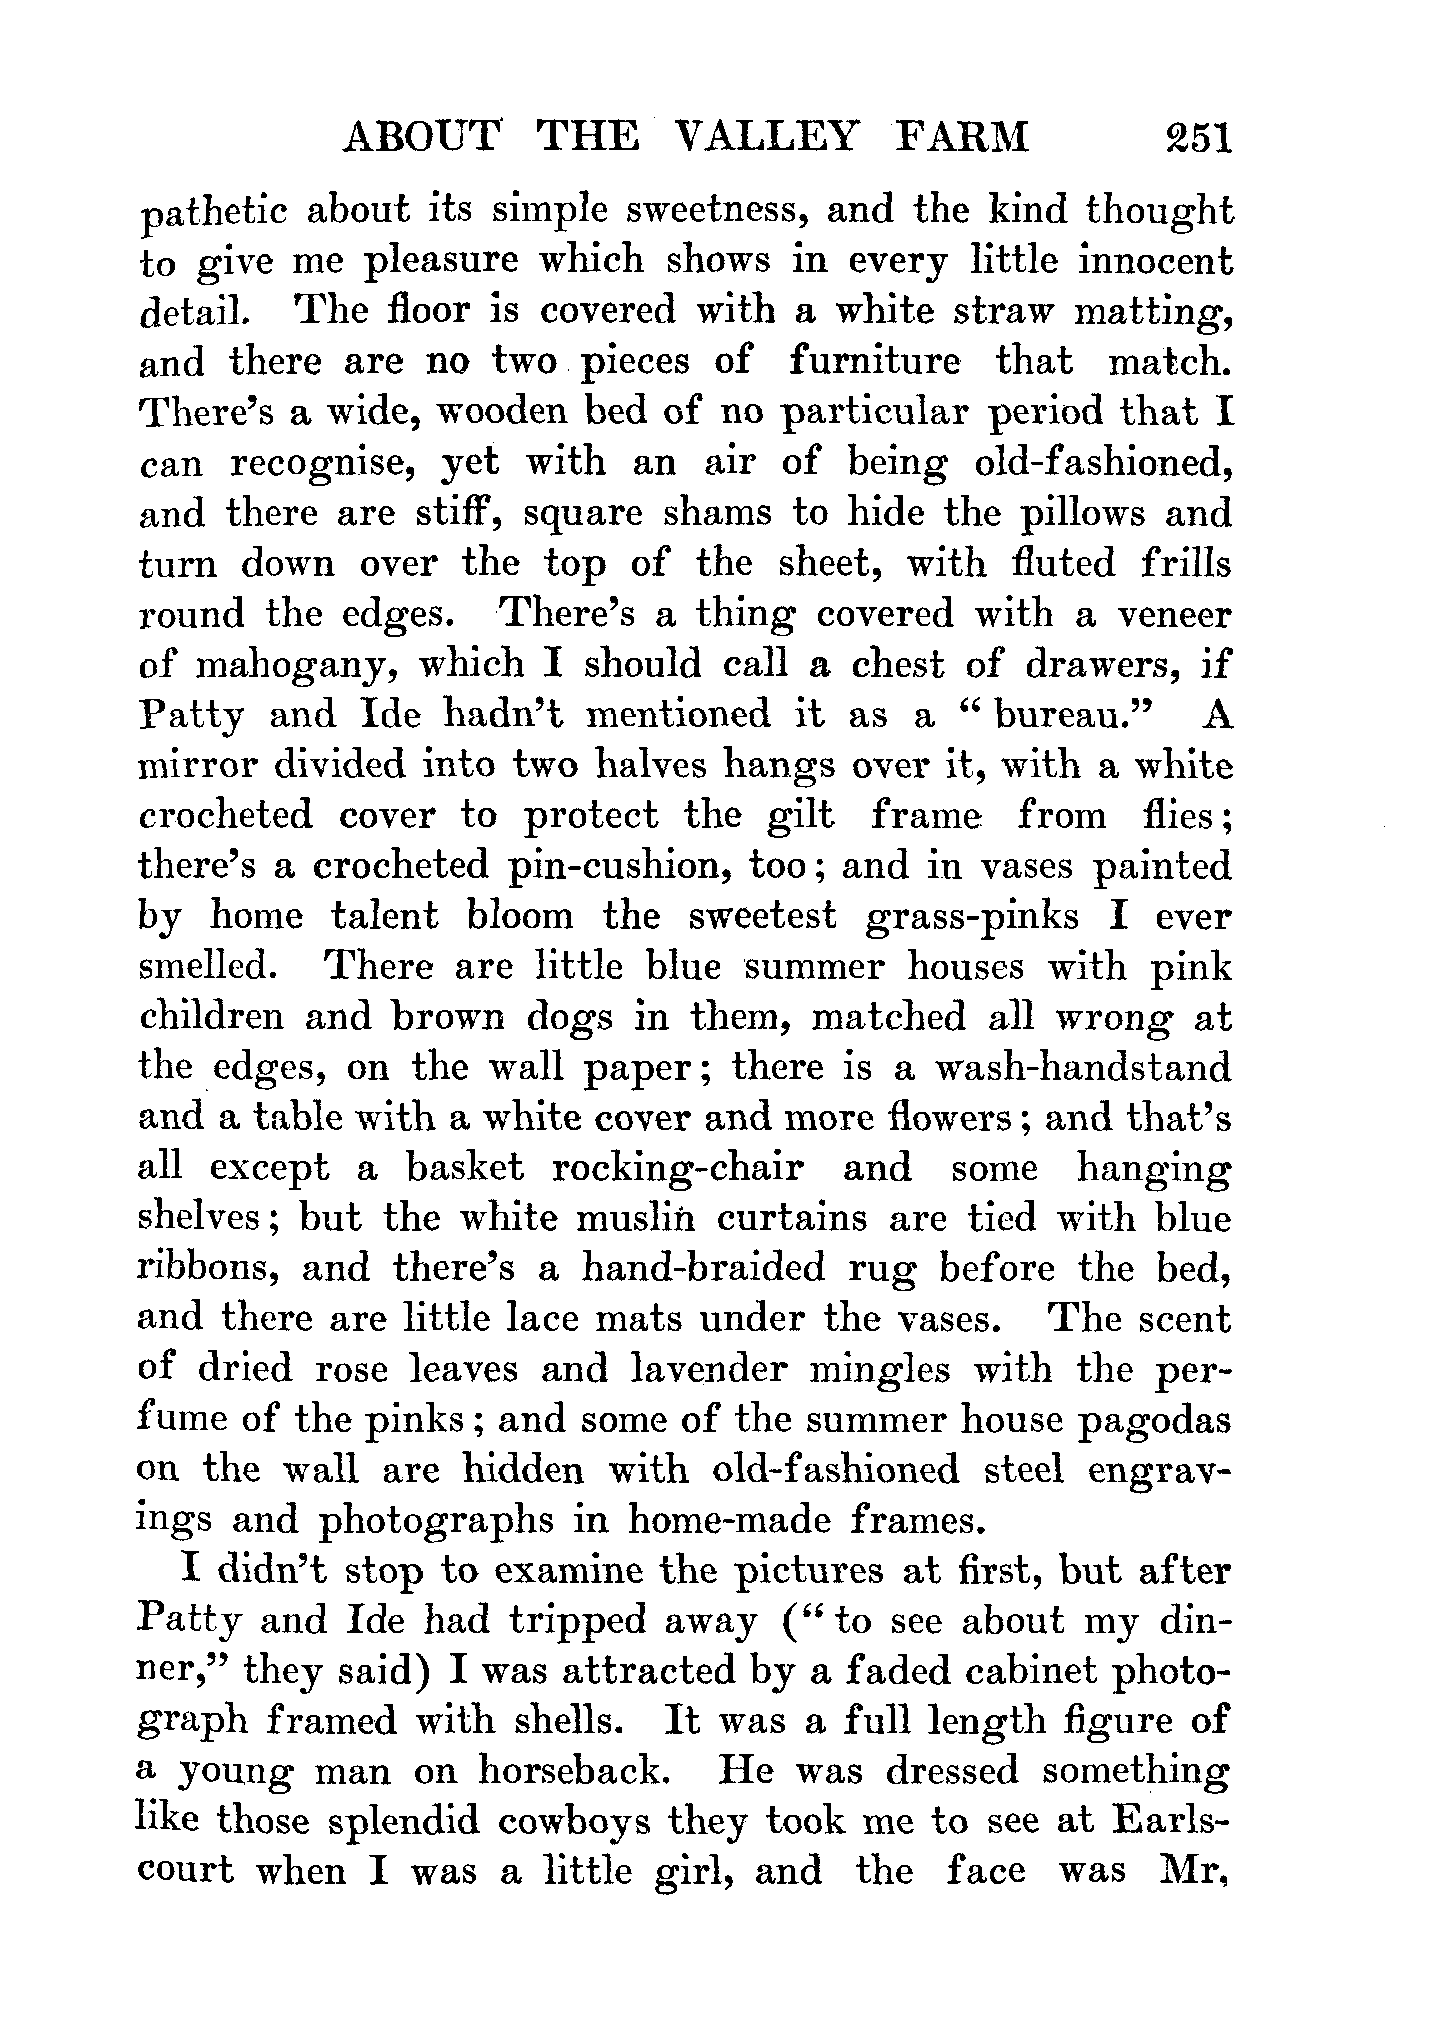 ABOUT THE VALLEY FARM 251
pathetic about its simple sweetness, and the kind thought
to give me pleasure which shows in every little innocent
detail. The floor is covered with a white straw matting,
and there are no two pieces of furniture that match.
There's a wide, wooden bed of no particular period that I
can recognise, yet with an air of being old-fashioned,
and there are stiff, square shams to hide the pillows and
turn down over the top of the sheet, with fluted frills
round the edges. There's a thing covered with a veneer
of mahogany, which I should call a chest of drawers, if
Patty and Ide hadn't mentioned it as a “ bureau.” A
mirror divided into two halves hangs over it, with a white
crocheted cover to protect the gilt frame from flies ;
there's a crocheted pin-cushion, too ; and in vases painted
by home talent bloom the sweetest grass-pinks I ever
smelled. There are little blue summer houses with pink
children and brown dogs in them, matched all wrong at
the edges, on the wall paper ; there is a wash-handstand
and a table with a white cover and more flowers ; and that's
all except a basket rocking-chair and some hanging
shelves ; but the white muslin curtains are tied with blue
ribbons, and there's a hand-braided rug before the bed,
and there are little lace mats under the vases. The scent
of dried rose leaves and lavender mingles with the per-
fume of the pinks ; and some of the summer house pagodas
on the wall are hidden with old-fashioned steel engrav-
ings and photographs in home-made frames.
I didn't stop to examine the pictures at first, but after
Patty and Ide had tripped away (“ to see about my din-
ner,” they said) I was attracted by a faded cabinet photo-
graph framed with shells. It was a full length figure of
a young man on horseback. He was dressed something
like those splendid cowboys they took me to see at Earls-
court when I was a little girl, and the face was Mr,